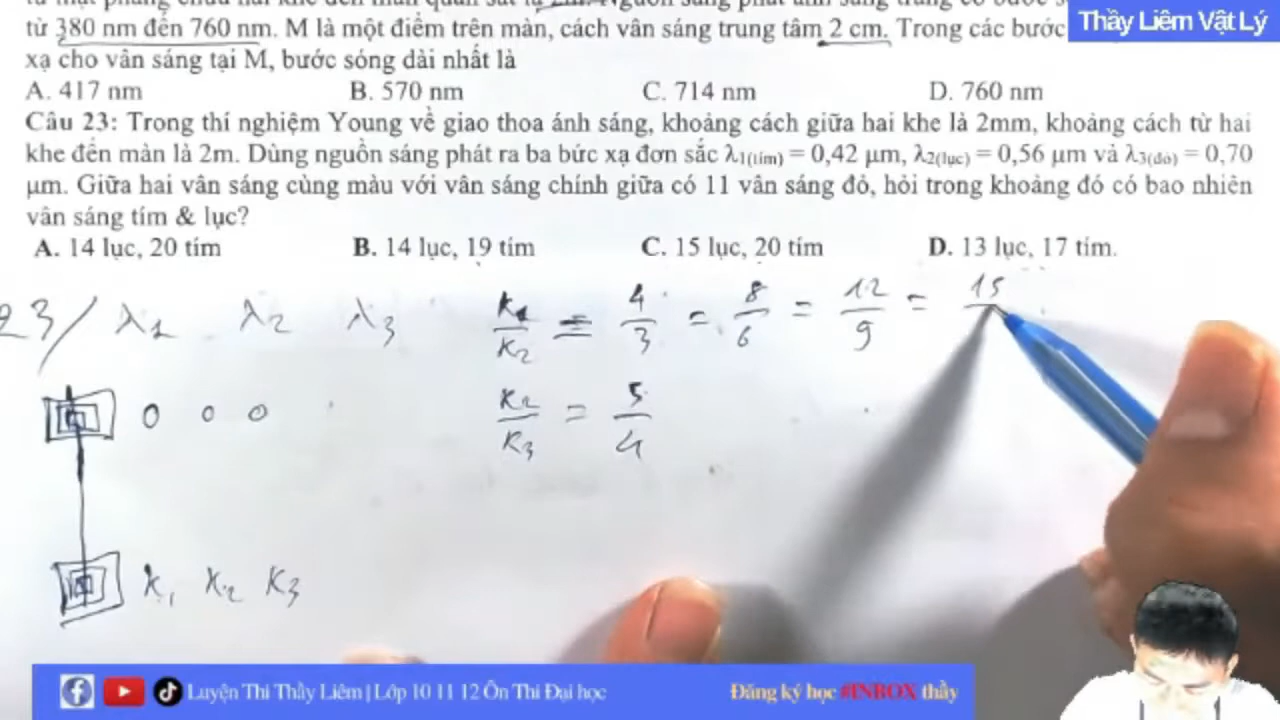 từ 380 nm đến 760 nm. M là một điểm trên màn, cách vân sáng trung tâm 2 cm. Trong các bước
Thầy Liêm Vật Lý
xạ cho vân sáng tại M, bước sóng dài nhất là
A. 417 nm B. 570 nm C. 714 nm D. 760 nm
Câu 23: Trong thí nghiệm Young về giao thoa ánh sáng, khoảng cách giữa hai khe là 2mm, khoảng cách từ hai
khe đến màn là 2m. Dùng nguồn sáng phát ra ba bức xạ đơn sắc λ1(tím) = 0,42 μm, λ2(lục) = 0,56 μm và λ3(đỏ) = 0,70
μm. Giữa hai vân sáng cùng màu với vân sáng chính giữa có 11 vân sáng đỏ, hỏi trong khoảng đó có bao nhiên
vân sáng tím & lục?
A. 14 lục, 20 tím B. 14 lục, 19 tím C. 15 lục, 20 tím D. 13 lục, 17 tím.
23/ λ1 λ2 λ3 k1/k2 = 4/3 = 8/6 = 12/9 = 15
0 0 0 k2/k3 = 5/4
k1 k2 k3
Luyện Thi Thầy Liêm | Lớp 10 11 12 Ôn Thi Đại học
Đăng ký học #INBOX thầy